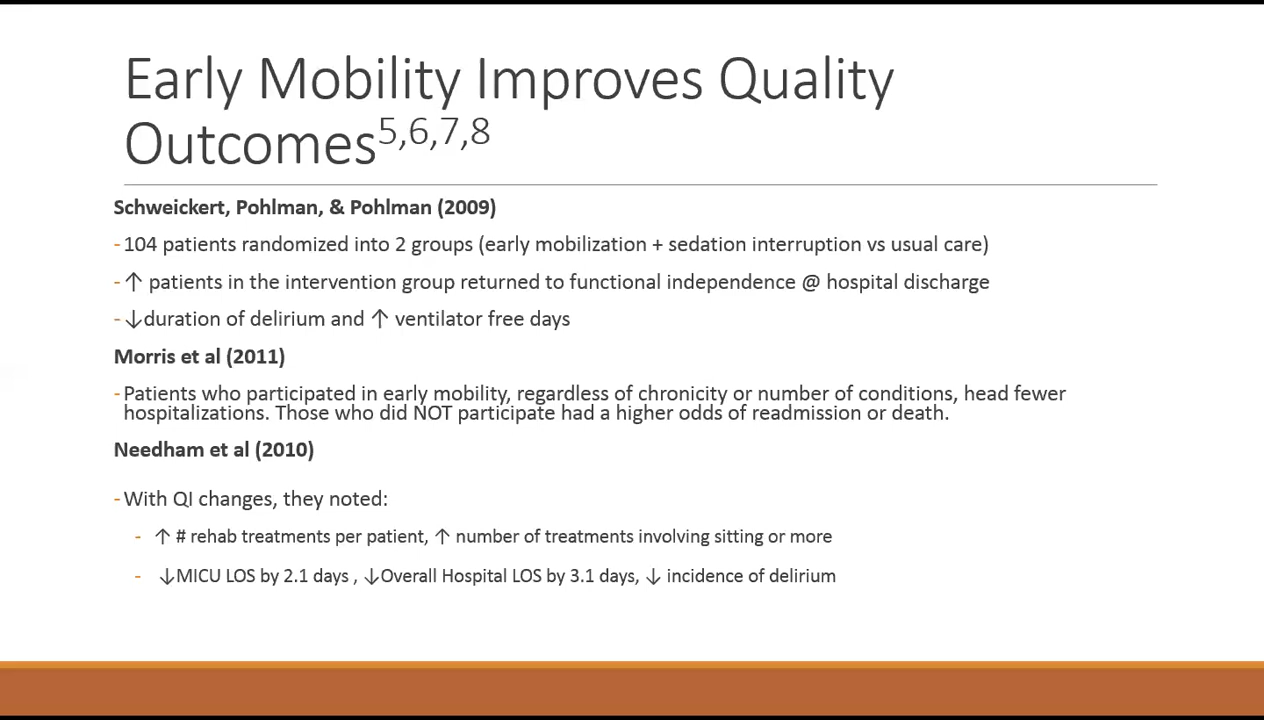 Early Mobility Improves Quality
Outcomes5,6,7,8
Schweickert, Pohlman, & Pohlman (2009)
-104 patients randomized into 2 groups (early mobilization + sedation interruption vs usual care)
-↑ patients in the intervention group returned to functional independence @ hospital discharge
-↓duration of delirium and ↑ ventilator free days
Morris et al (2011)
-Patients who participated in early mobility, regardless of chronicity or number of conditions, head fewer
hospitalizations. Those who did NOT participate had a higher odds of readmission or death.
Needham et al (2010)
-With QI changes, they noted:
- ↑ # rehab treatments per patient, ↑ number of treatments involving sitting or more
- ↓MICU LOS by 2.1 days , ↓Overall Hospital LOS by 3.1 days, ↓ incidence of delirium